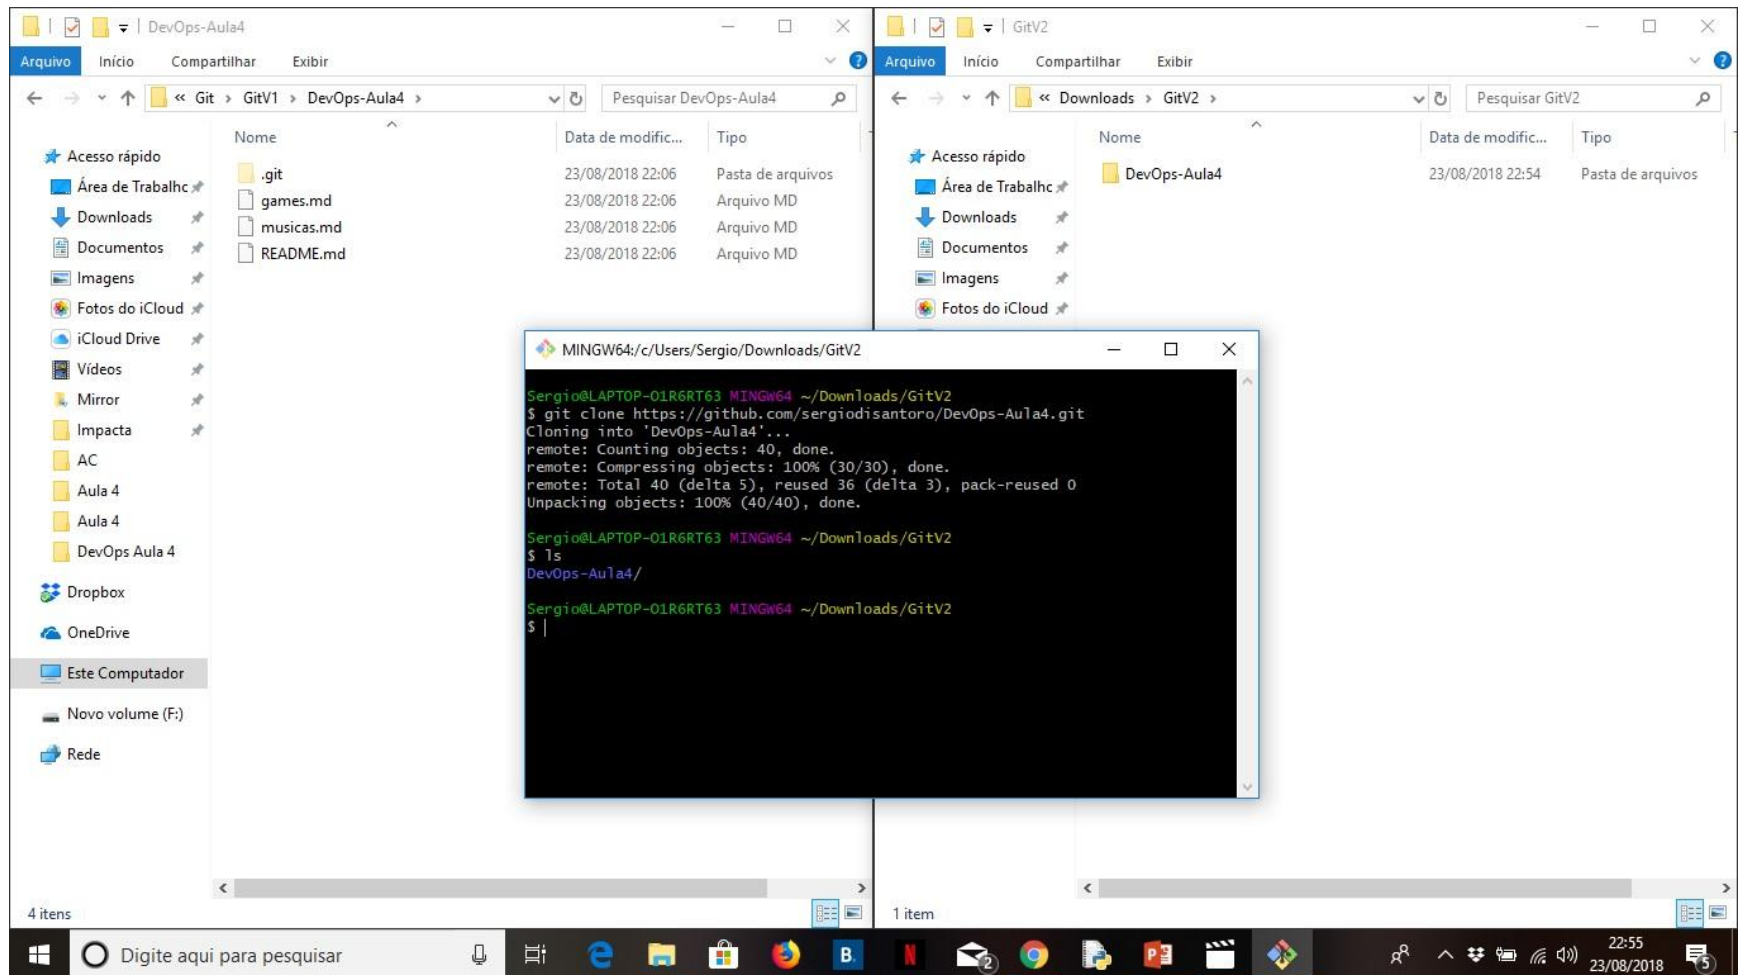 DevOps-Aula4
Arquivo Início Compartilhar Exibir
« Git › GitV1 › DevOps-Aula4 ›
Pesquisar DevOps-Aula4
Nome Data de modific... Tipo
Acesso rápido
Área de Trabalhc
Downloads
Documentos
Imagens
Fotos do iCloud
iCloud Drive
Vídeos
Mirror
Impacta
AC
Aula 4
Aula 4
DevOps Aula 4
Dropbox
OneDrive
Este Computador
Novo volume (F:)
Rede
.git 23/08/2018 22:06 Pasta de arquivos
games.md 23/08/2018 22:06 Arquivo MD
musicas.md 23/08/2018 22:06 Arquivo MD
README.md 23/08/2018 22:06 Arquivo MD
4 itens
GitV2
Arquivo Início Compartilhar Exibir
« Downloads › GitV2 ›
Pesquisar GitV2
Nome Data de modific... Tipo
Acesso rápido
Área de Trabalhc
Downloads
Documentos
Imagens
Fotos do iCloud
DevOps-Aula4 23/08/2018 22:54 Pasta de arquivos
1 item
MINGW64:/c/Users/Sergio/Downloads/GitV2
Sergio@LAPTOP-O1R6RT63 MINGW64 ~/Downloads/GitV2
$ git clone https://github.com/sergiodisantoro/DevOps-Aula4.git
Cloning into 'DevOps-Aula4'...
remote: Counting objects: 40, done.
remote: Compressing objects: 100% (30/30), done.
remote: Total 40 (delta 5), reused 36 (delta 3), pack-reused 0
Unpacking objects: 100% (40/40), done.
Sergio@LAPTOP-O1R6RT63 MINGW64 ~/Downloads/GitV2
$ ls
DevOps-Aula4/
Sergio@LAPTOP-O1R6RT63 MINGW64 ~/Downloads/GitV2
$
Digite aqui para pesquisar
B.
N
2
P
22:55
23/08/2018
5